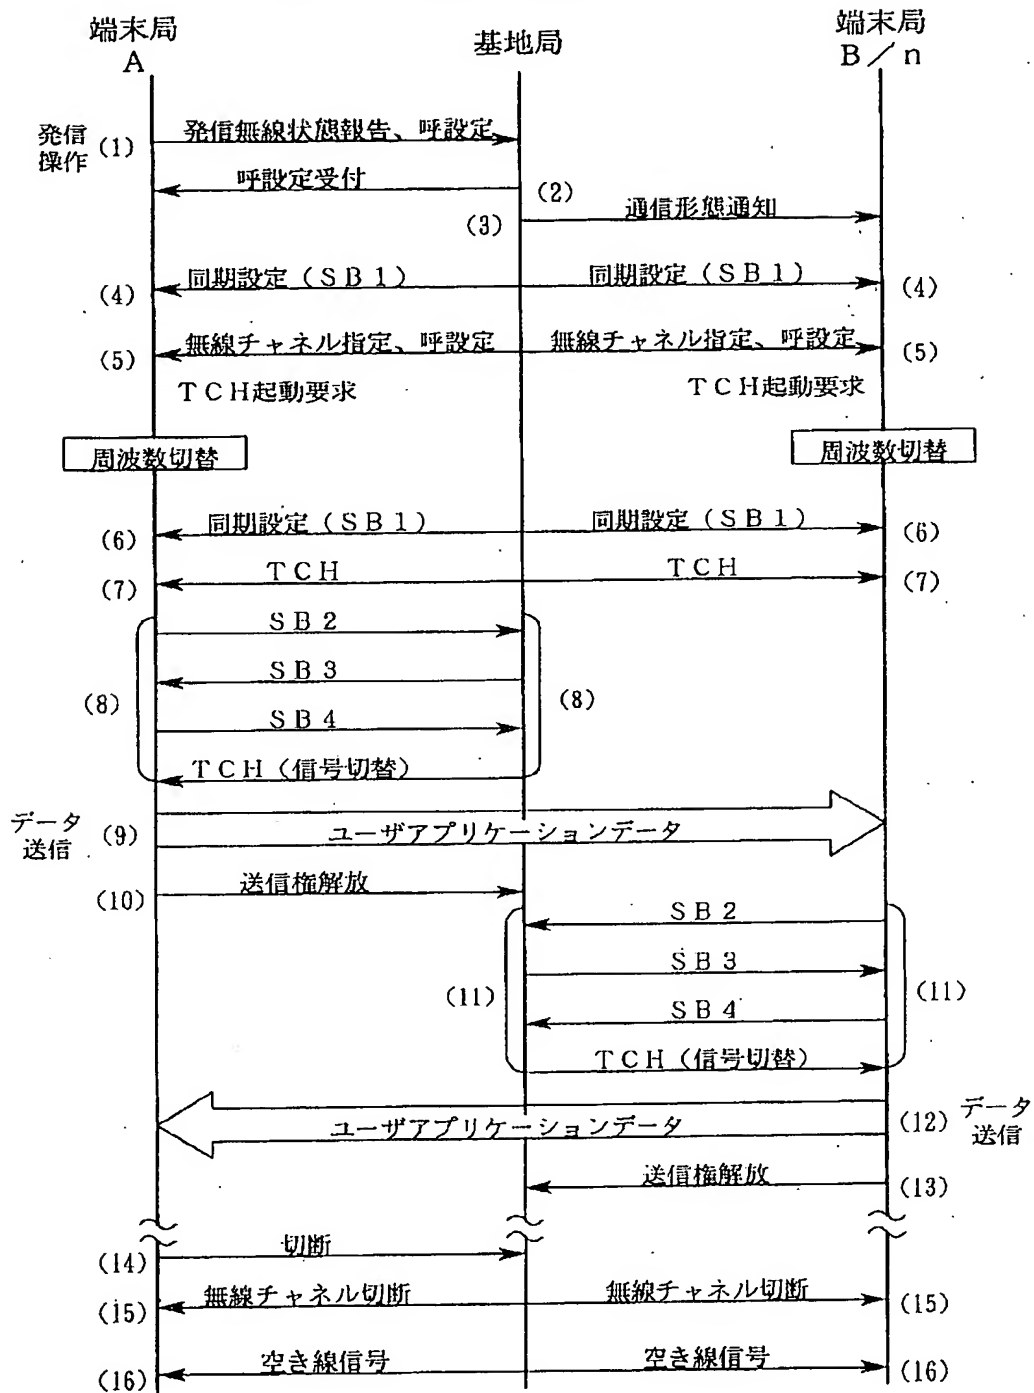 端末局
A
基地局
端末局
B／n
発信
操作
(1)
発信無線状態報告、呼設定
呼設定受付
(2)
(3)
通信形態通知
(4)
同期設定（SB1）
同期設定（SB1）
(4)
(5)
無線チャネル指定、呼設定
無線チャネル指定、呼設定
(5)
TCH起動要求
TCH起動要求
周波数切替
周波数切替
(6)
同期設定（SB1）
同期設定（SB1）
(6)
(7)
TCH
TCH
(7)
SB2
SB3
(8)
(8)
SB4
TCH（信号切替）
データ
送信
(9)
ユーザアプリケーションデータ
(10)
送信権解放
SB2
SB3
(11)
(11)
SB4
TCH（信号切替）
ユーザアプリケーションデータ
(12)
データ
送信
送信権解放
(13)
(14)
切断
(15)
無線チャネル切断
無線チャネル切断
(15)
(16)
空き線信号
空き線信号
(16)